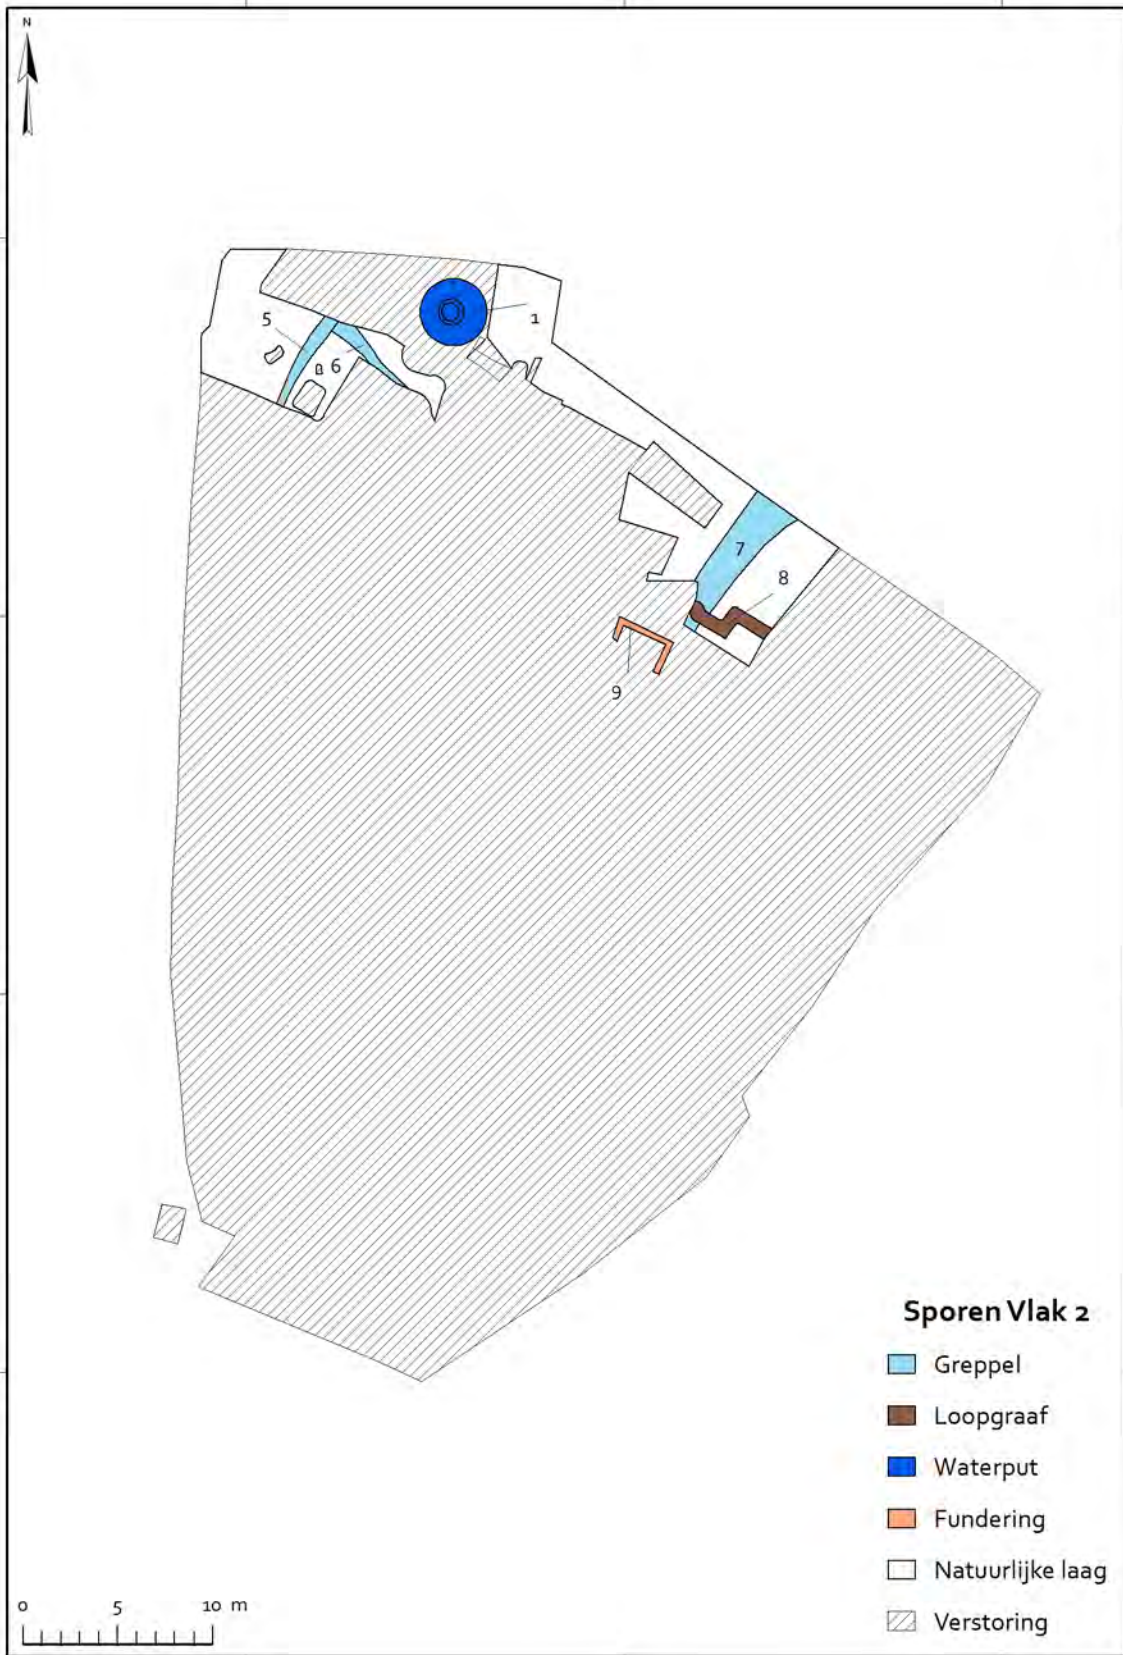 N
1
5
6
7
8
9
Sporen Vlak 2
Greppel
Loopgraaf
Waterput
Fundering
Natuurlijke laag
Verstoring
0 5 10 m